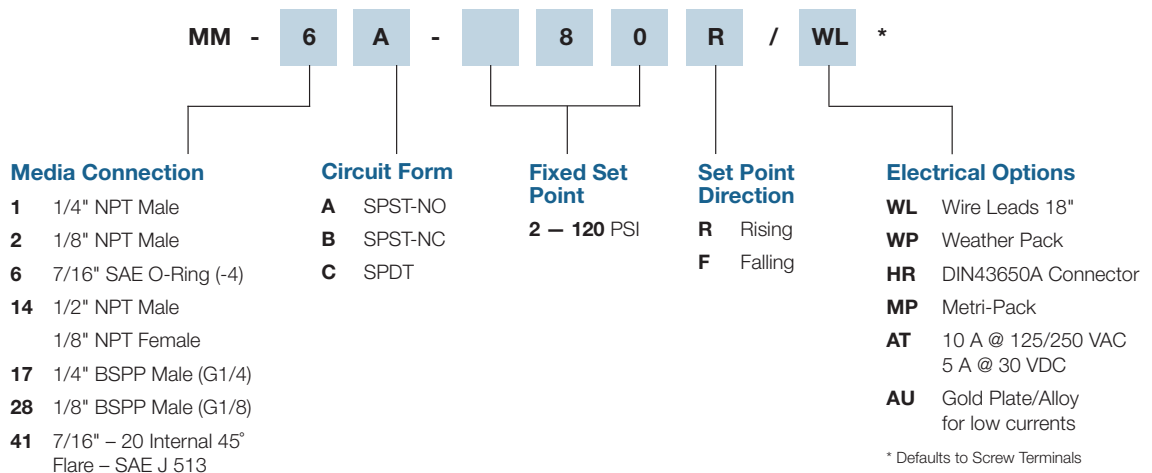 MM - 6 A - 8 0 R / WL *
Media Connection
1 1/4" NPT Male
2 1/8" NPT Male
6 7/16" SAE O-Ring (-4)
14 1/2" NPT Male
1/8" NPT Female
17 1/4" BSPP Male (G1/4)
28 1/8" BSPP Male (G1/8)
41 7/16" – 20 Internal 45˚
Flare – SAE J 513
Circuit Form
A SPST-NO
B SPST-NC
C SPDT
Fixed Set
Point
2 — 120 PSI
Set Point
Direction
R Rising
F Falling
Electrical Options
WL Wire Leads 18"
WP Weather Pack
HR DIN43650A Connector
MP Metri-Pack
AT 10 A @ 125/250 VAC
5 A @ 30 VDC
AU Gold Plate/Alloy
for low currents
* Defaults to Screw Terminals